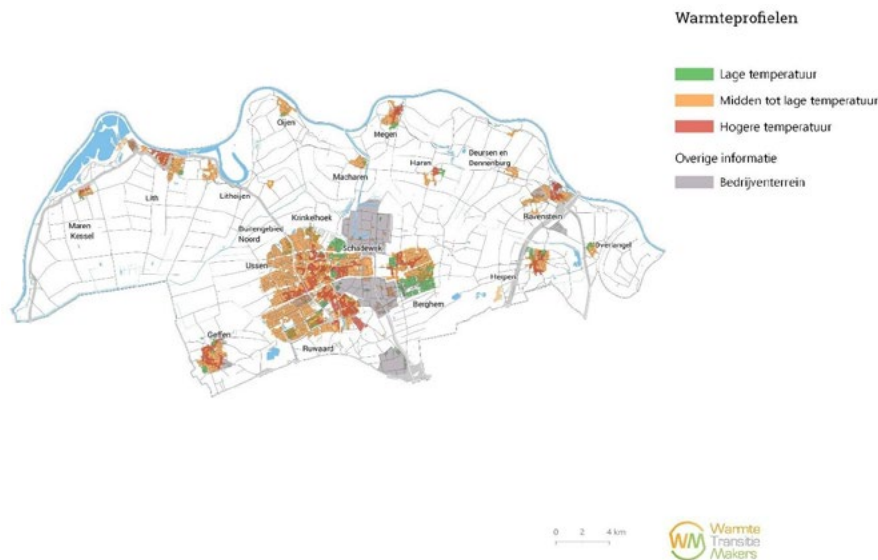 Warmteprofielen
Lage temperatuur
Midden tot lage temperatuur
Hogere temperatuur
Overige informatie
Bedrijventerrein
Oijen
Megen
Haren
Deursen en
Dennenburg
Macharen
Lith
Lithoijen
Maren
Kessel
Ravenstein
Krinkelhoek
Buitengebied
Noord
Schadewijk
Overlangel
Ussen
Herpen
Berghem
Geffen
Ruwaard
0 2 4 km
WM
Warmte
Transitie
Makers